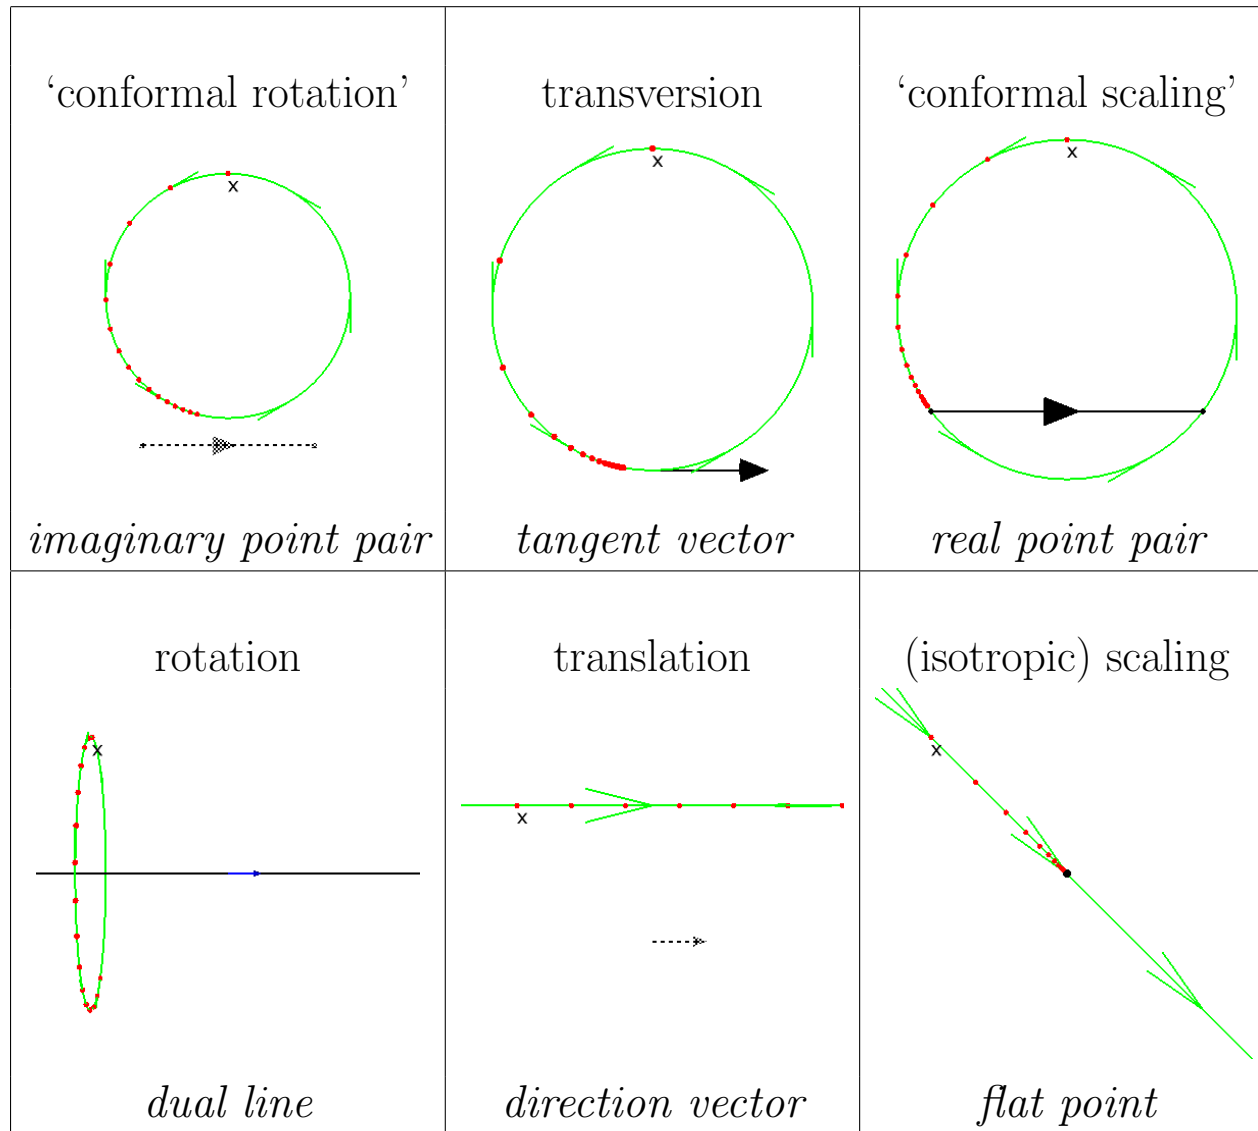 ‘conformal rotation’
x
imaginary point pair
transversion
x
tangent vector
‘conformal scaling’
x
real point pair
rotation
x
dual line
translation
x
direction vector
(isotropic) scaling
x
flat point